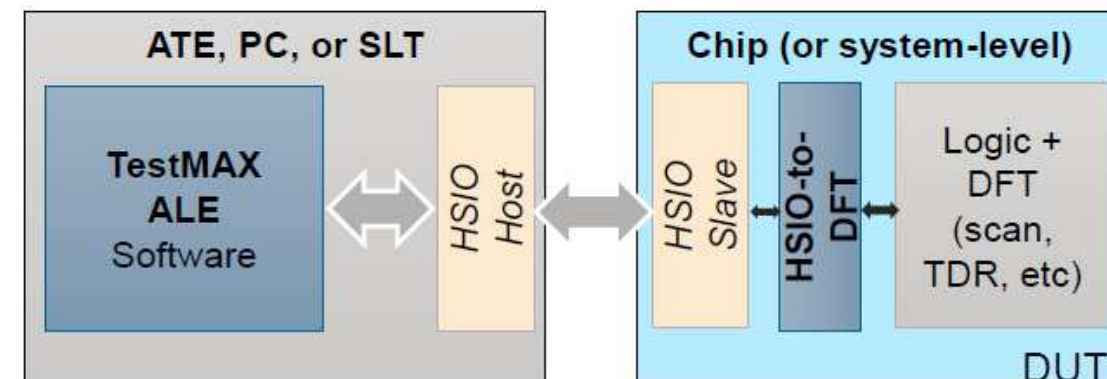 ATE, PC, or SLT
TestMAX
ALE
Software
HSIO
Host
Chip (or system-level)
HSIO
Slave
HSIO-to-
DFT
Logic +
DFT
(scan,
TDR, etc)
DUT